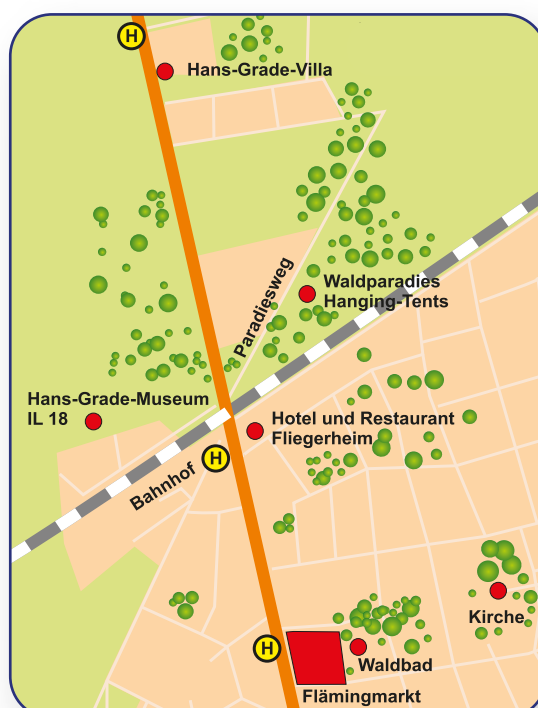 H
Hans-Grade-Villa
Paradiesweg
Waldparadies
Hanging-Tents
Hans-Grade-Museum
IL 18
Hotel und Restaurant
Fliegerheim
H
Bahnhof
Kirche
H
Waldbad
Flämingmarkt